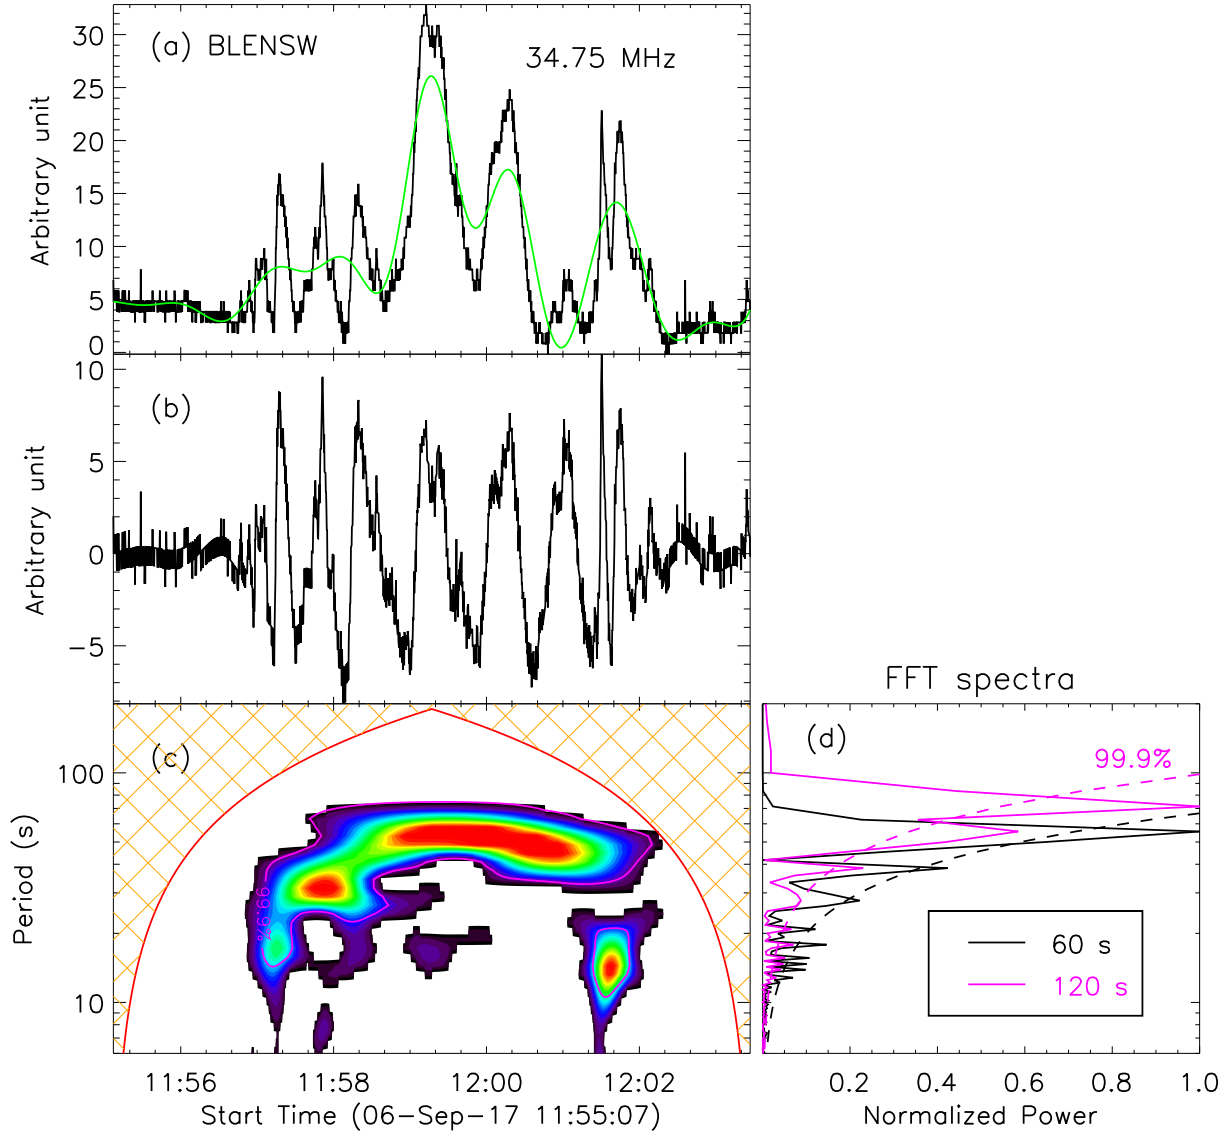 (a) BLENSW
34.75 MHz
30
25
20
15
10
5
0
Arbitrary unit
(b)
10
5
0
−5
Arbitrary unit
FFT spectra
(c)
100
10
Period (s)
99.9%
(d)
99.9%
60 s
120 s
11:56
11:58
12:00
12:02
Start Time (06−Sep−17 11:55:07)
0.2
0.4
0.6
0.8
1.0
Normalized Power